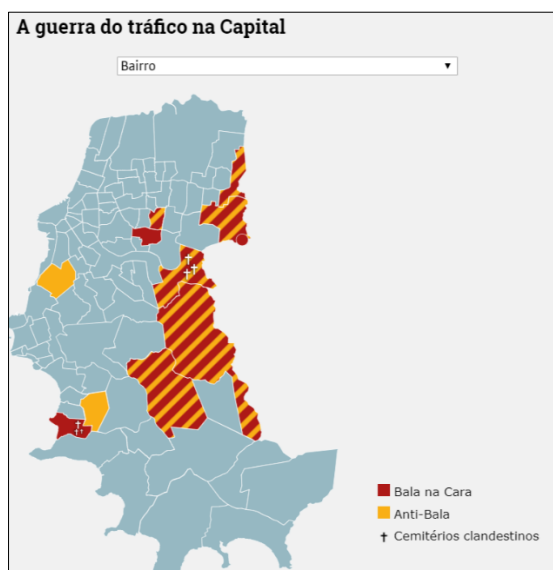 A guerra do tráfico na Capital
Bairro
Bala na Cara
Anti-Bala
Cemitérios clandestinos